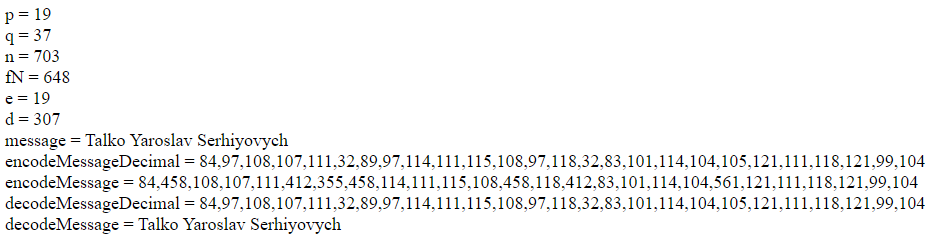 p = 19
q = 37
n = 703
fN = 648
e = 19
d = 307
message = Talko Yaroslav Serhiyovych
encodeMessageDecimal = 84,97,108,107,111,32,89,97,114,111,115,108,97,118,32,83,101,114,104,105,121,111,118,121,99,104
encodeMessage = 84,458,108,107,111,412,355,458,114,111,115,108,458,118,412,83,101,114,104,561,121,111,118,121,99,104
decodeMessageDecimal = 84,97,108,107,111,32,89,97,114,111,115,108,97,118,32,83,101,114,104,105,121,111,118,121,99,104
decodeMessage = Talko Yaroslav Serhiyovych